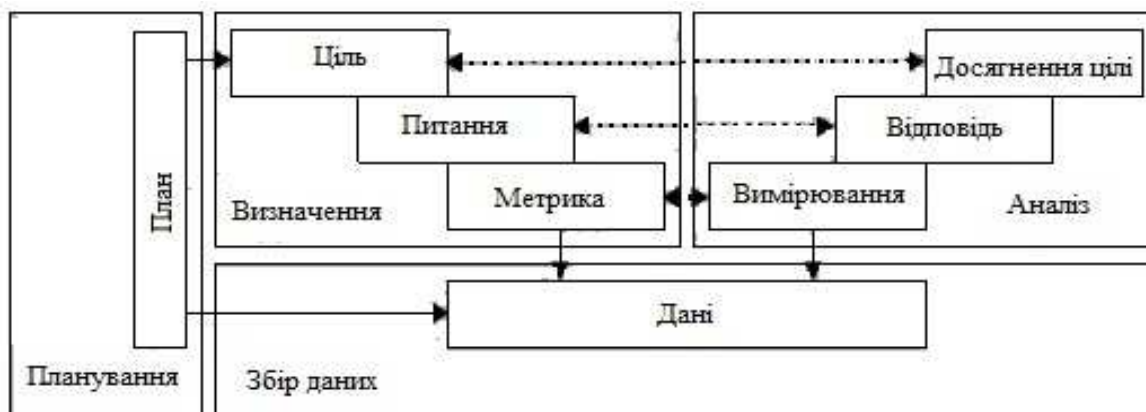 Ціль
Досягнення цілі
Питання
Відповідь
План
Метрика
Вимірювання
Визначення
Аналіз
Дані
Планування
Збір даних